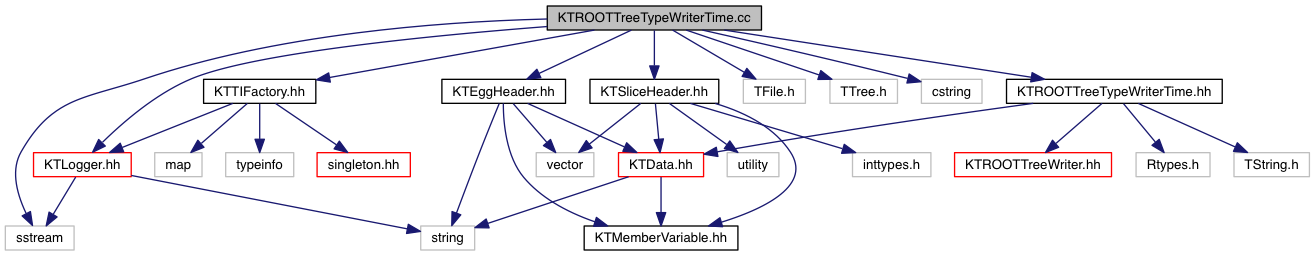 KTROOTTreeTypeWriterTime.cc
KTTIFactory.hh
KTEggHeader.hh
KTSliceHeader.hh
TFile.h
TTree.h
cstring
KTROOTTreeTypeWriterTime.hh
KTLogger.hh
map
typeinfo
singleton.hh
vector
KTData.hh
utility
inttypes.h
KTROOTTreeWriter.hh
Rtypes.h
TString.h
sstream
string
KTMemberVariable.hh